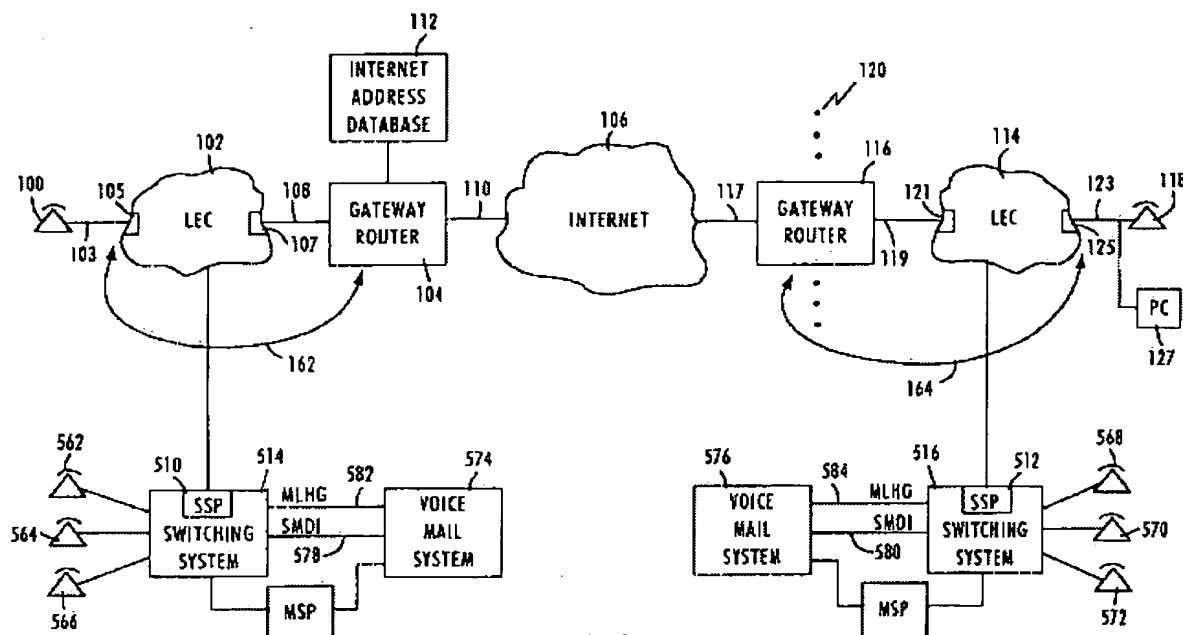 112
INTERNET
ADDRESS
DATABASE
120
102
106
116
114
100
105
LEC
108
GATEWAY
ROUTER
110
INTERNET
117
GATEWAY
ROUTER
121
LEC
123
118
103
107
104
119
125
PC
127
162
164
562
510
514
582
574
576
584
516
512
568
SSP
MLHG
VOICE
MAIL
SYSTEM
VOICE
MAIL
SYSTEM
MLHG
SSP
564
SWITCHING
SYSTEM
SMDI
578
SMDI
580
SWITCHING
SYSTEM
570
566
MSP
MSP
572